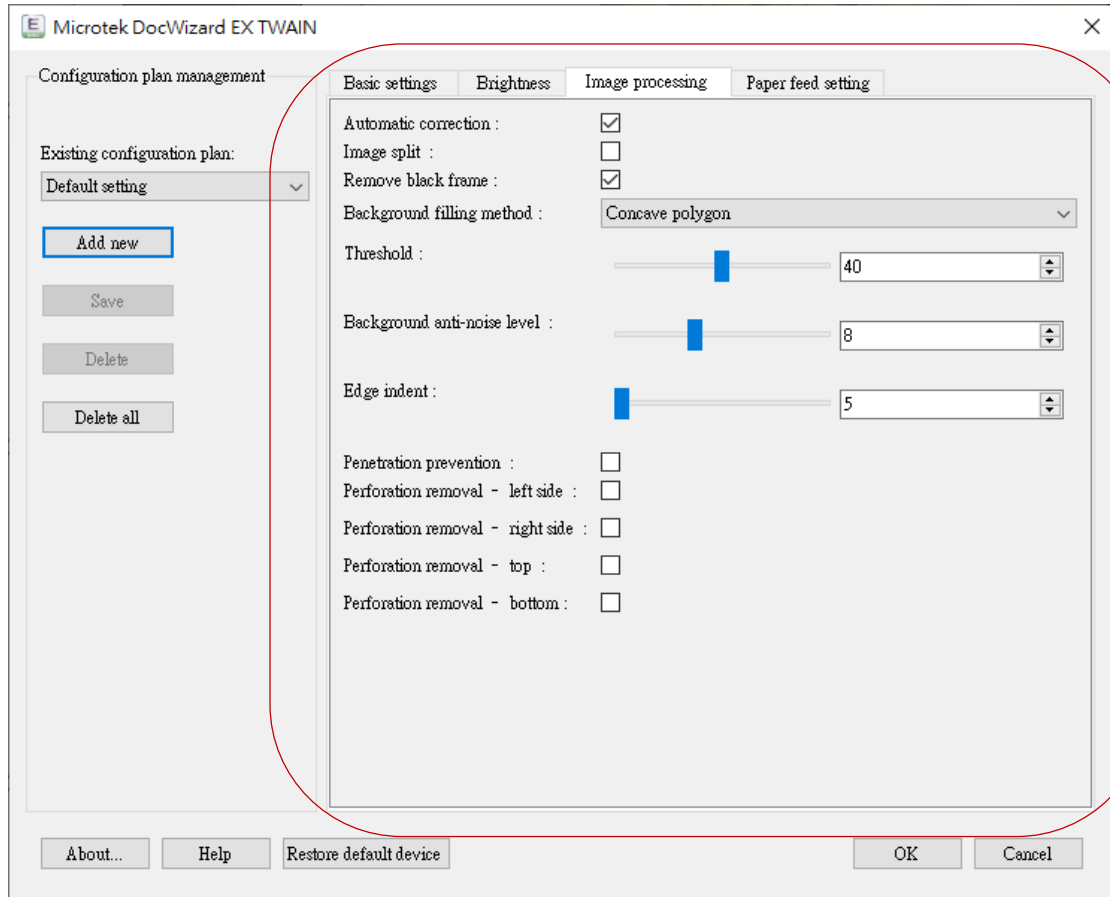 E
Microtek DocWizard EX TWAIN
Configuration plan management
Existing configuration plan:
Default setting
Add new
Save
Delete
Delete all
Basic settings
Brightness
Image processing
Paper feed setting
Automatic correction :
Image split :
Remove black frame :
Background filling method :
Concave polygon
Threshold :
40
Background anti-noise level :
8
Edge indent :
5
Penetration prevention :
Perforation removal - left side :
Perforation removal - right side :
Perforation removal - top :
Perforation removal - bottom :
About...
Help
Restore default device
OK
Cancel